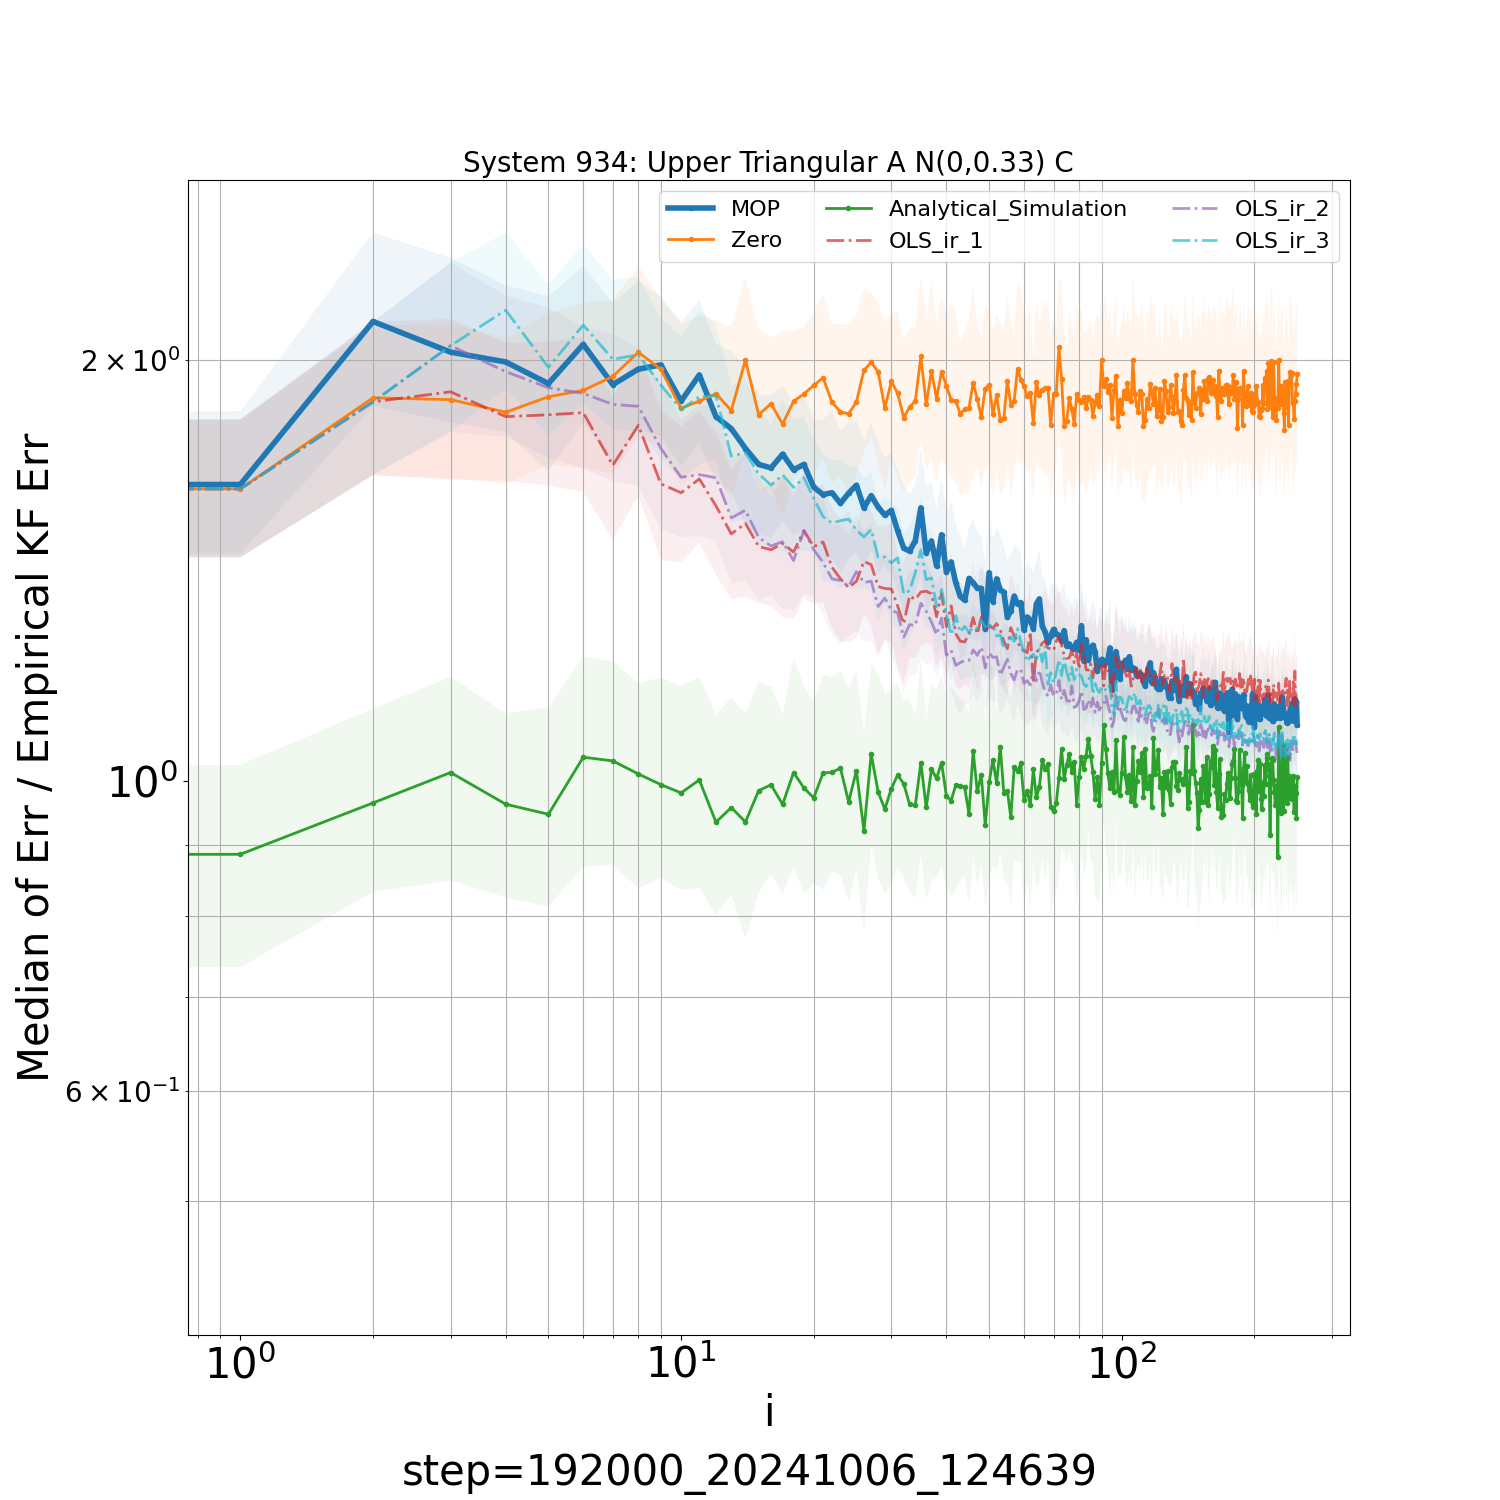 System 934: Upper Triangular A N(0,0.33) C
MOP
Zero
Analytical_Simulation
OLS_ir_1
OLS_ir_2
OLS_ir_3
Median of Err / Empirical KF Err
2 × 10⁰
10⁰
6 × 10⁻¹
10⁰ 10¹ 10²
i
step=192000_20241006_124639